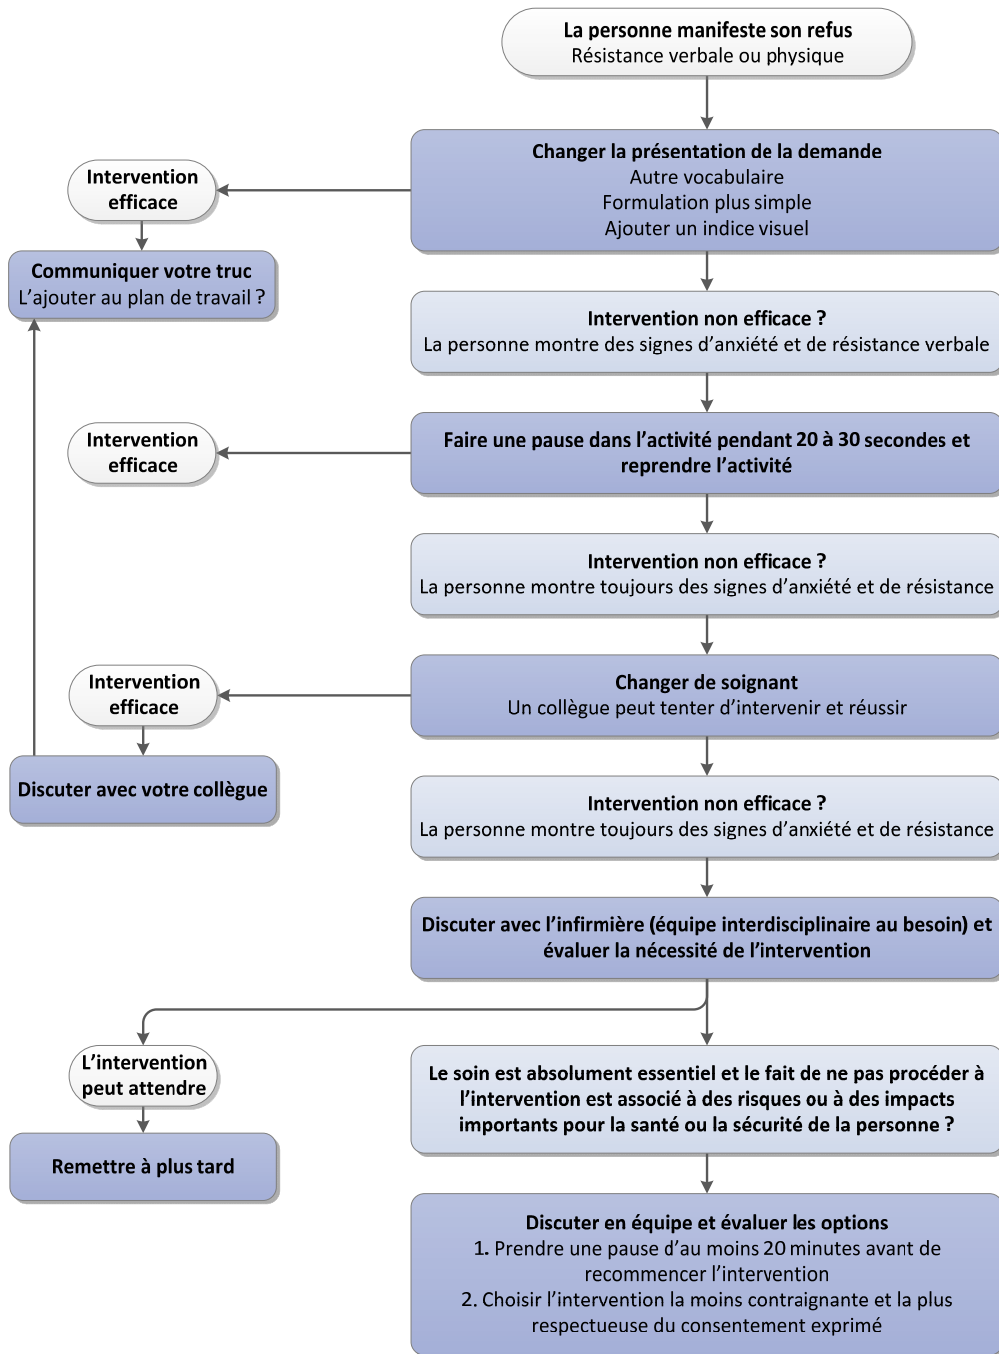 La personne manifeste son refus
Résistance verbale ou physique
Changer la présentation de la demande
Autre vocabulaire
Formulation plus simple
Ajouter un indice visuel
Intervention
efficace
Communiquer votre truc
L’ajouter au plan de travail ?
Intervention non efficace ?
La personne montre des signes d’anxiété et de résistance verbale
Faire une pause dans l’activité pendant 20 à 30 secondes et
reprendre l’activité
Intervention
efficace
Intervention non efficace ?
La personne montre toujours des signes d’anxiété et de résistance
Changer de soignant
Un collègue peut tenter d’intervenir et réussir
Intervention
efficace
Discuter avec votre collègue
Intervention non efficace ?
La personne montre toujours des signes d’anxiété et de résistance
Discuter avec l’infirmière (équipe interdisciplinaire au besoin) et
évaluer la nécessité de l’intervention
L’intervention
peut attendre
Remettre à plus tard
Le soin est absolument essentiel et le fait de ne pas procéder à
l’intervention est associé à des risques ou à des impacts
importants pour la santé ou la sécurité de la personne ?
Discuter en équipe et évaluer les options
1. Prendre une pause d’au moins 20 minutes avant de
recommencer l’intervention
2. Choisir l’intervention la moins contraignante et la plus
respectueuse du consentement exprimé